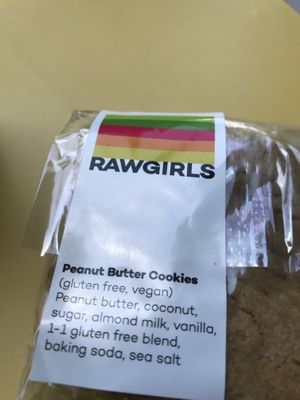 RAWGIRLS
Peanut Butter Cookies
(gluten free, vegan)
Peanut butter, coconut,
sugar, almond milk, vanilla,
1-1 gluten free blend,
baking soda, sea salt